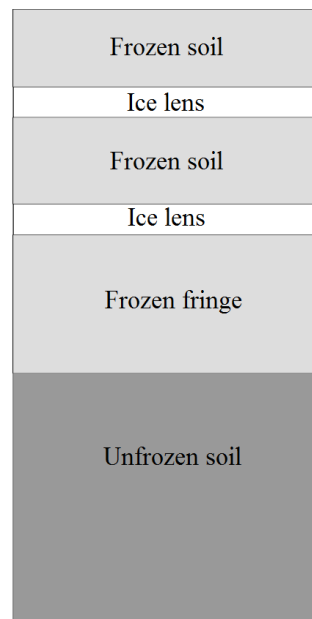 Frozen soil
Ice lens
Frozen soil
Ice lens
Frozen fringe
Unfrozen soil